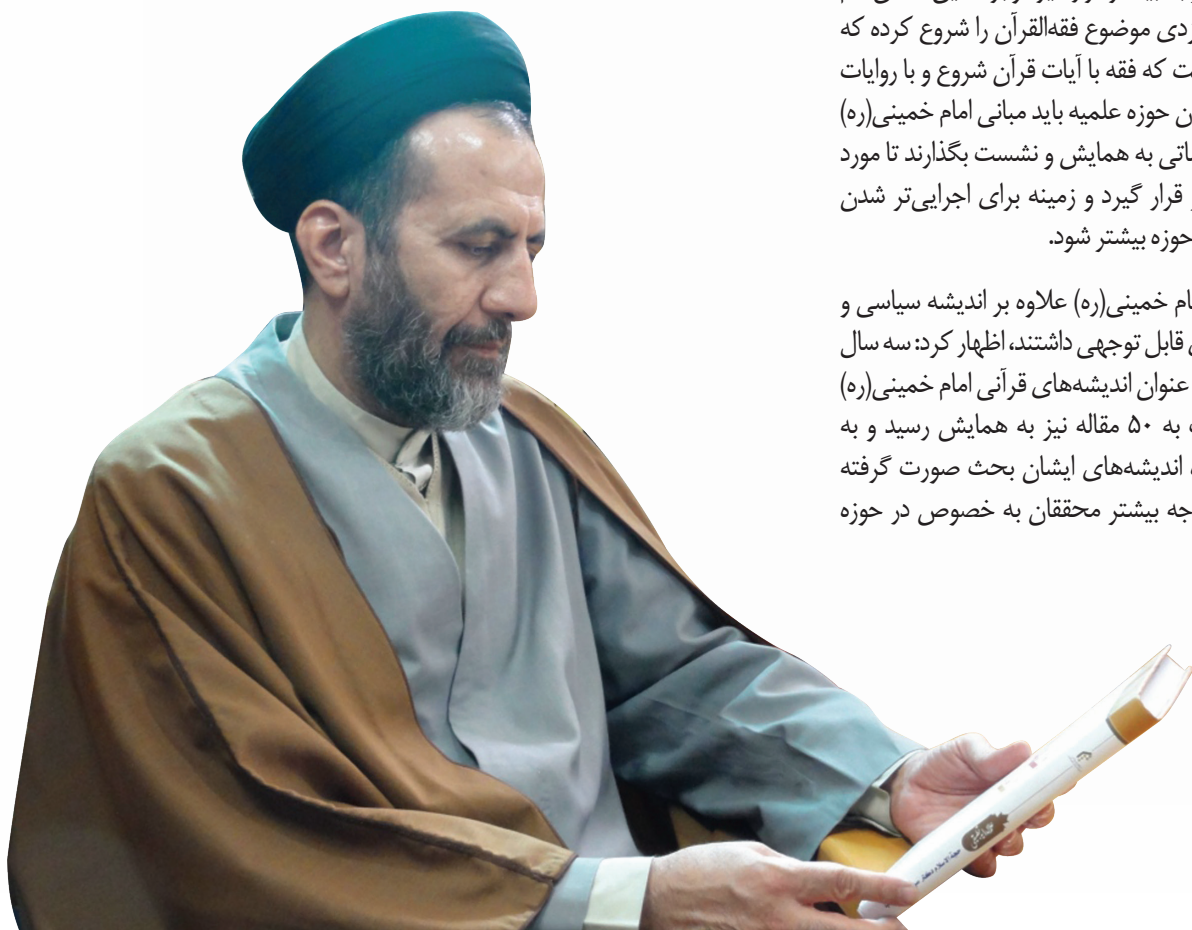 ردی موضوع فقه‌القرآن را شروع کرده که
ت که فقه با آیات قرآن شروع و با روایات
ن حوزه علمیه باید مبانی امام خمینی(ره)
اتی به همایش و نشست بگذارند تا مورد
قرار گیرد و زمینه برای اجرایی‌تر شدن
حوزه بیشتر شود.
ام خمینی(ره) علاوه بر اندیشه سیاسی و
قابل توجهی داشتند، اظهار کرد: سه سال
عنوان اندیشه‌های قرآنی امام خمینی(ره)
به ۵۰ مقاله نیز به همایش رسید و به
اندیشه‌های ایشان بحث صورت گرفته
جه بیشتر محققان به خصوص در حوزه